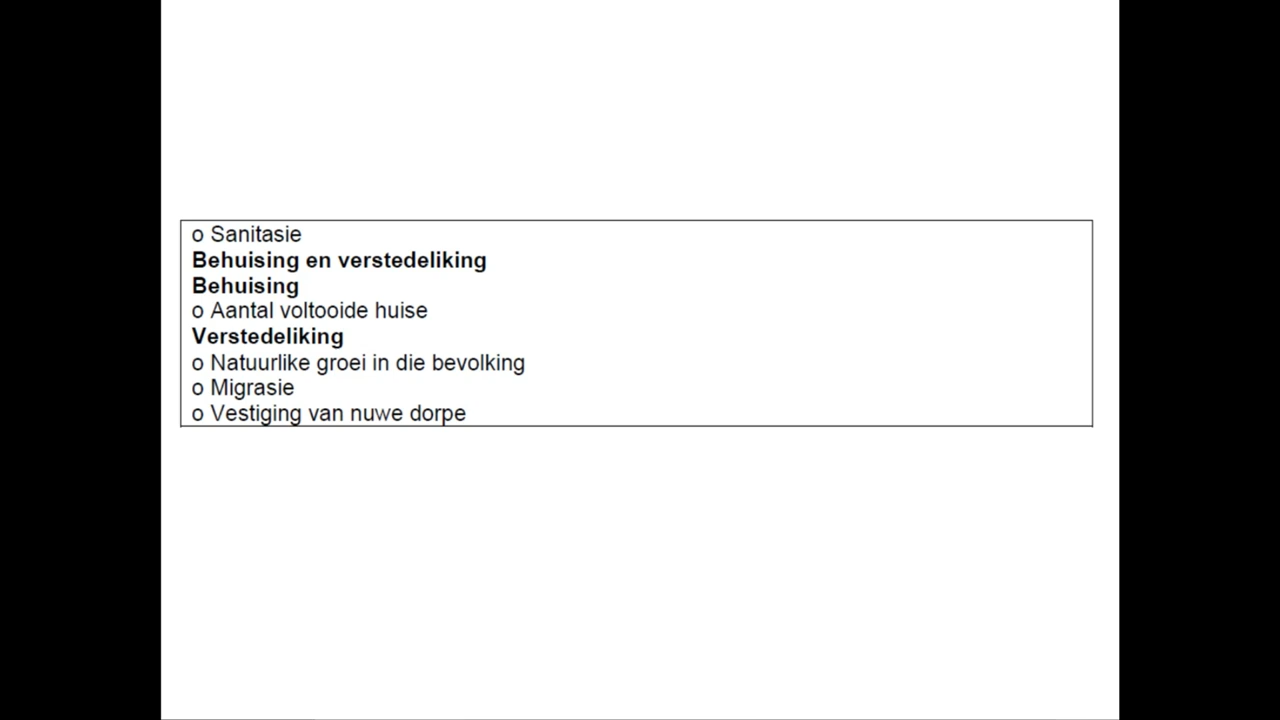 o Sanitasie
Behuising en verstedeliking
Behuising
o Aantal voltooide huise
Verstedeliking
o Natuurlike groei in die bevolking
o Migrasie
o Vestiging van nuwe dorpe